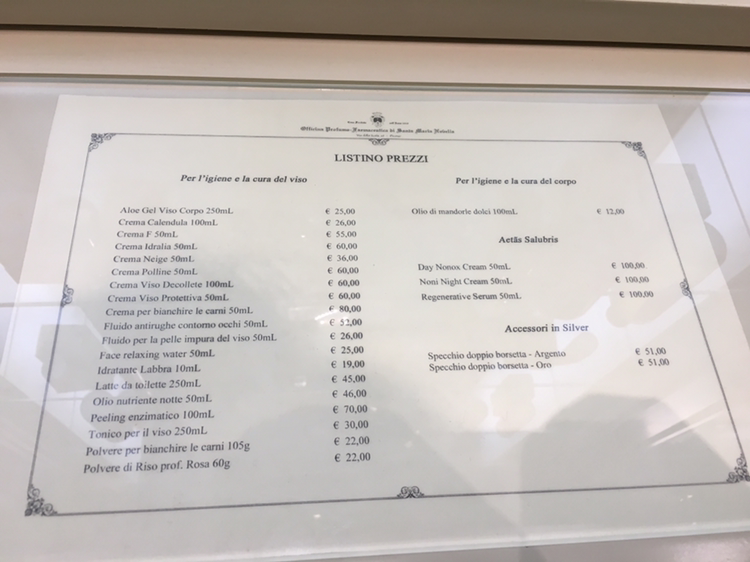 Officina Profumo-Farmaceutica di Santa Maria Novella
LISTINO PREZZI
Per l'igiene e la cura del viso
Aloe Gel Viso Corpo 250mL € 25,00
Crema Calendula 100mL € 26,00
Crema F 50mL € 55,00
Crema Idralia 50mL € 60,00
Crema Neige 50mL € 36,00
Crema Polline 50mL € 60,00
Crema Viso Decollete 100mL € 60,00
Crema Viso Protettiva 50mL € 60,00
Crema per bianchire le carni 50mL € 80,00
Fluido antirughe contorno occhi 50mL € 52,00
Fluido per la pelle impura del viso 50mL € 26,00
Face relaxing water 50mL € 25,00
Idratante Labbra 10mL € 19,00
Latte da toilette 250mL € 45,00
Olio nutriente notte 50mL € 46,00
Peeling enzimatico 100mL € 70,00
Tonico per il viso 250mL € 30,00
Polvere per bianchire le carni 105g € 22,00
Polvere di Riso prof. Rosa 60g € 22,00
Per l'igiene e la cura del corpo
Olio di mandorle dolci 100mL € 12,00
Aetās Salubris
Day Nonox Cream 50mL € 100,00
Noni Night Cream 50mL € 100,00
Regenerative Serum 50mL € 100,00
Accessori in Silver
Specchio doppio borsetta - Argento € 51,00
Specchio doppio borsetta - Oro € 51,00